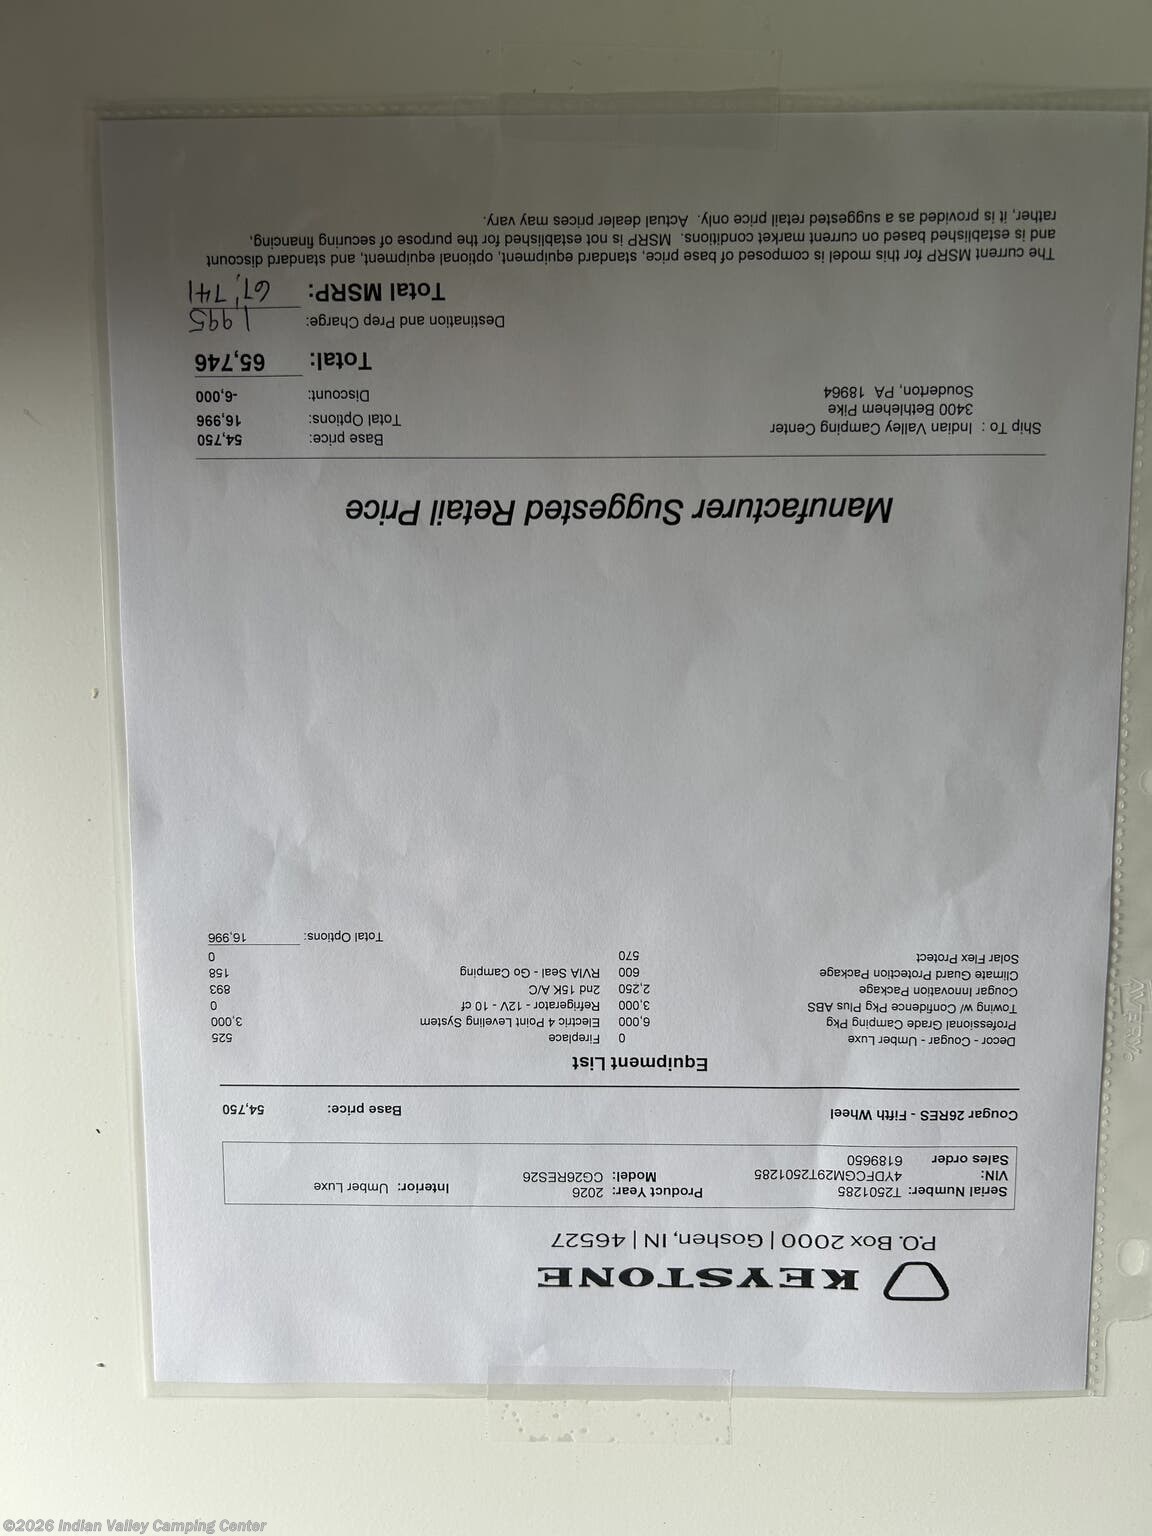 KEYSTONE
P.O. Box 2000 | Goshen, IN | 46527
Serial Number: T2501285 Product Year: 2026 Interior: Umber Luxe
VIN: 4YDFCGM29T2501285 Model: CG26RES26
Sales order 6189650
Cougar 26RES - Fifth Wheel Base price: 54,750
Equipment List
Decor - Cougar - Umber Luxe 0 Fireplace 525
Professional Grade Camping Pkg 6,000 Electric 4 Point Leveling System 3,000
Towing w/ Confidence Pkg Plus ABS 3,000 Refrigerator - 12V - 10 cf 0
Cougar Innovation Package 2,250 2nd 15K A/C 893
Climate Guard Protection Package 600 RVIA Seal - Go Camping 158
Solar Flex Protect 570 0
Total Options: 16,996
Manufacturer Suggested Retail Price
Ship To : Indian Valley Camping Center Base price: 54,750
3400 Bethlehem Pike Total Options: 16,996
Souderton, PA 18964 Discount: -6,000
Total: 65,746
Destination and Prep Charge: 1995
Total MSRP: 67,741
The current MSRP for this model is composed of base price, standard equipment, optional equipment, and standard discount
and is established based on current market conditions. MSRP is not established for the purpose of securing financing,
rather, it is provided as a suggested retail price only. Actual dealer prices may vary.
AVERY
©2026 Indian Valley Camping Center